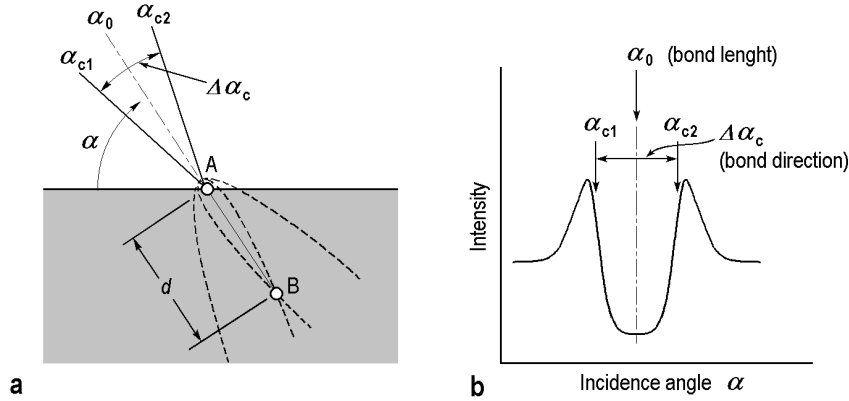 α0
αc2
αc1
Δαc
α
A
d
B
a
α0 (bond lenght)
αc1
αc2
Δαc
(bond direction)
Intensity
Incidence angle α
b